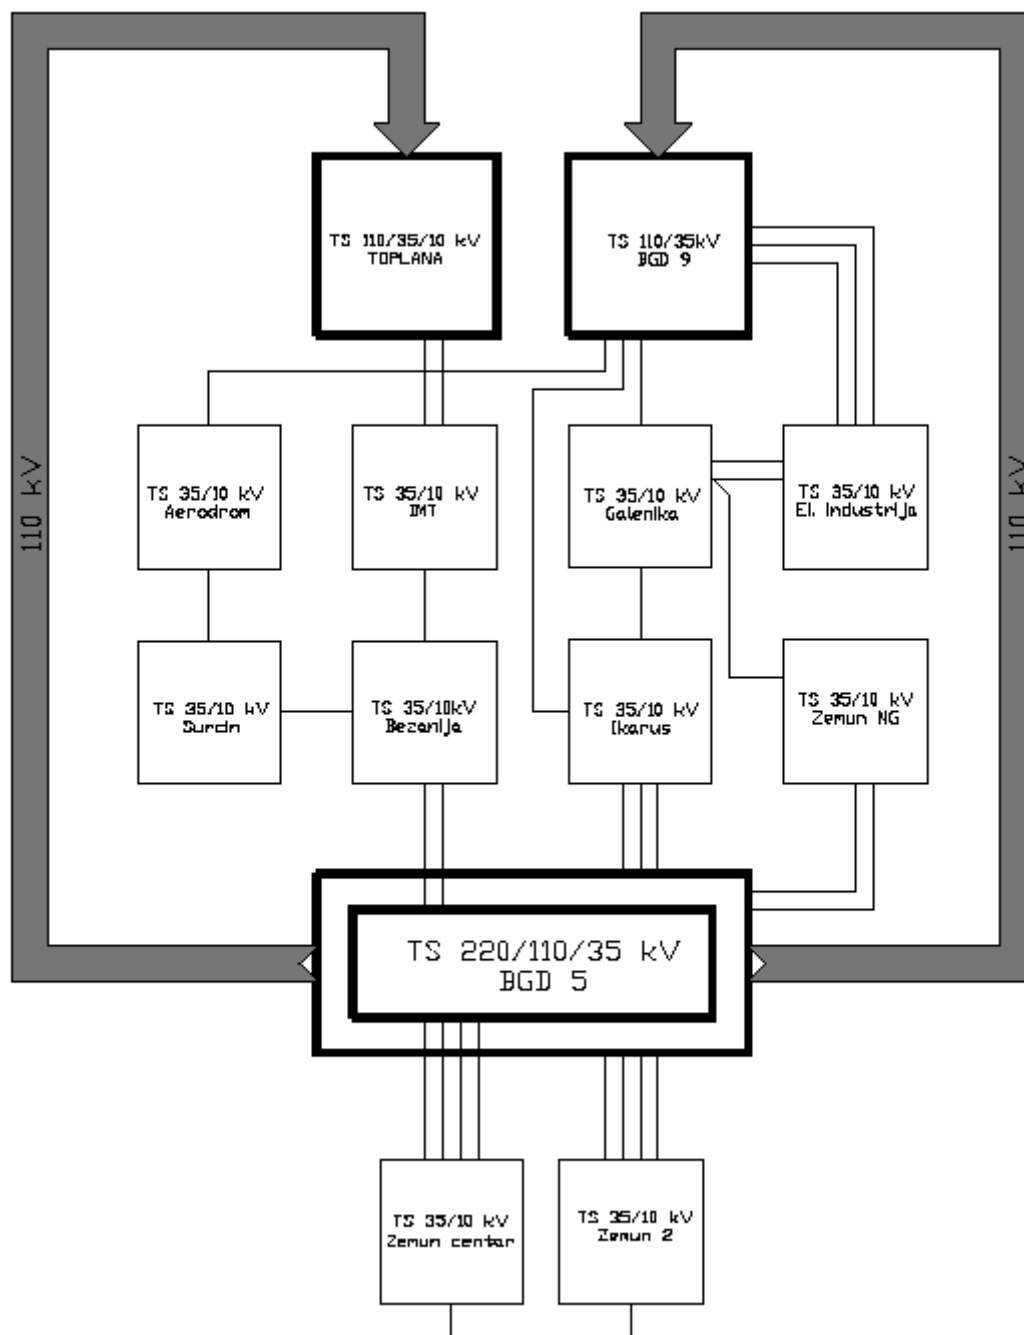 TS 110/35/10 kV
TOPLANA
TS 110/35kV
BGD 9
110 kV
110 kV
TS 35/10 kV
Aerodrom
TS 35/10 kV
IMT
TS 35/10 kV
Galenika
TS 35/10 kV
El. Industrija
TS 35/10 kV
Surcin
TS 35/10kV
Bezanija
TS 35/10 kV
Ikarus
TS 35/10 kV
Zemun NG
TS 220/110/35 kV
BGD 5
TS 35/10 kV
Zemun centar
TS 35/10 kV
Zemun 2